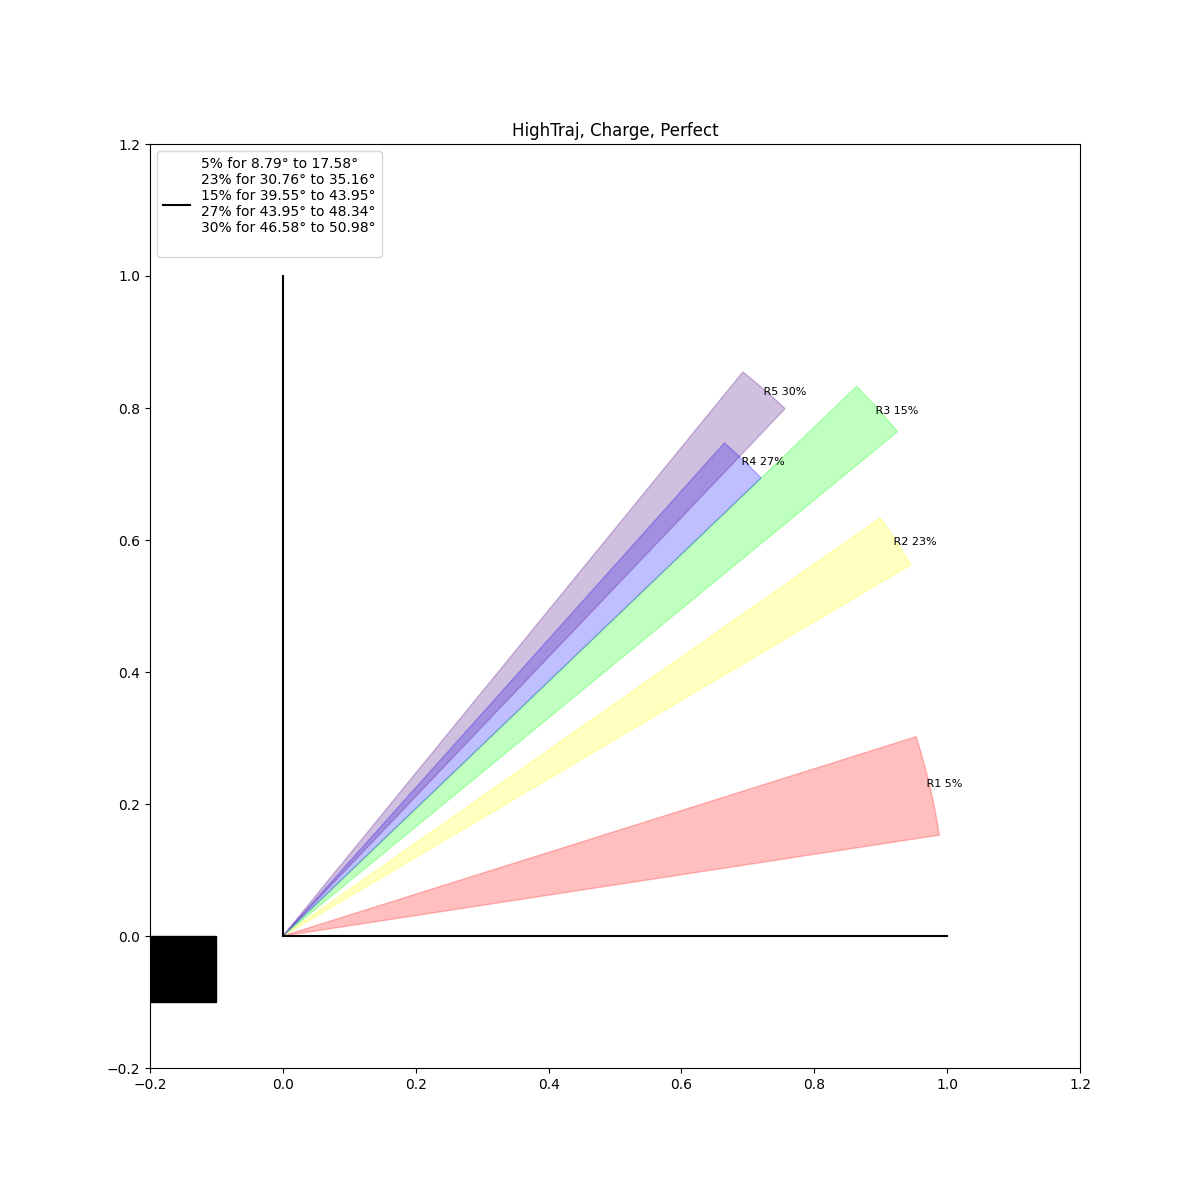 HighTraj, Charge, Perfect
1.2
5% for 8.79° to 17.58°
23% for 30.76° to 35.16°
15% for 39.55° to 43.95°
27% for 43.95° to 48.34°
30% for 46.58° to 50.98°
1.0
R5 30%
0.8
R3 15%
R4 27%
0.6
R2 23%
0.4
R1 5%
0.2
0.0
−0.2
−0.2 0.0 0.2 0.4 0.6 0.8 1.0 1.2